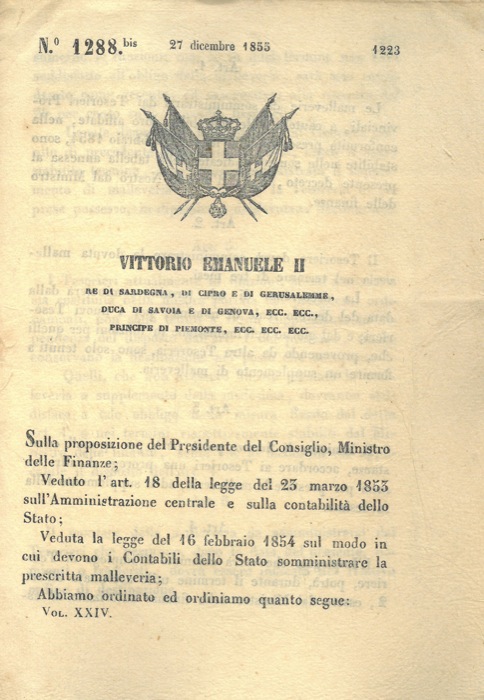 N.° 1288.bis 27 dicembre 1853 1223
VITTORIO EMANUELE II
RE DI SARDEGNA, DI CIPRO E DI GERUSALEMME,
DUCA DI SAVOIA E DI GENOVA, ECC. ECC.,
PRINCIPE DI PIEMONTE, ECC. ECC. ECC.
Sulla proposizione del Presidente del Consiglio, Ministro
delle Finanze;
Veduto l'art. 18 della legge del 23 marzo 1853
sull'Amministrazione centrale e sulla contabilità dello
Stato;
Veduta la legge del 16 febbraio 1854 sul modo in
cui devono i Contabili dello Stato somministrare la
prescritta malleveria;
Abbiamo ordinato ed ordiniamo quanto segue:
VOL. XXIV.